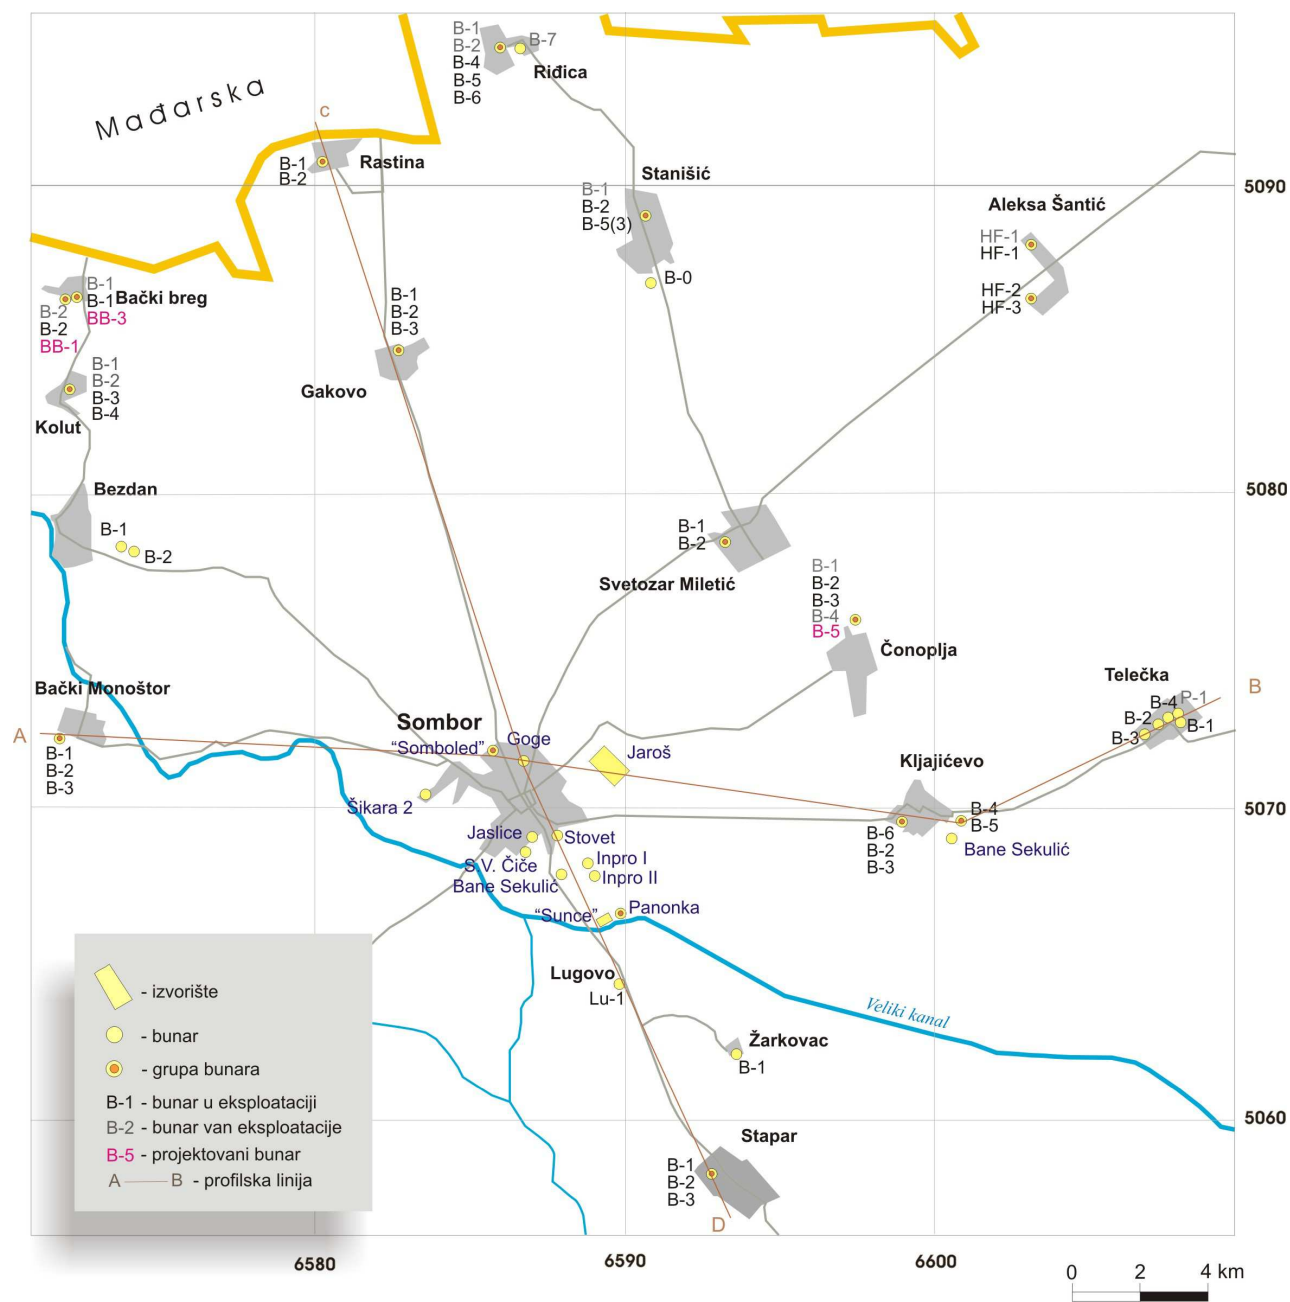 B-1
B-2
B-4
B-5
B-6
B-7
Riđica
Mađarska
c
B-1
B-2
Rastina
Stanišić
B-1
B-2
B-5(3)
B-0
5090
Aleksa Šantić
HF-1
HF-1
HF-2
HF-3
B-1
B-1
Bački breg
BB-3
B-2
B-2
BB-1
B-1
B-2
B-3
Gakovo
B-1
B-2
B-3
B-4
Kolut
Bezdan
5080
B-1
B-2
B-1
B-2
Svetozar Miletić
B-1
B-2
B-3
B-4
B-5
Čonoplja
Telečka
B-4
P-1
B-2
B-1
B-3
B
Bački Monoštor
A
B-1
B-2
B-3
Sombor
"Somboled"
Goge
Jaroš
Šikara 2
Kljajićevo
B-4
B-5
B-6
B-2
B-3
Bane Sekulić
5070
Jaslice
Stovet
S.V. Čiče
Inpro I
Inpro II
Bane Sekulić
"Sunce"
Panonka
Lugovo
Lu-1
Veliki kanal
Žarkovac
B-1
5060
Stapar
B-1
B-2
B-3
D
- izvorište
- bunar
- grupa bunara
B-1 - bunar u eksploataciji
B-2 - bunar van eksploatacije
B-5 - projektovani bunar
A B - profilska linija
6580
6590
6600
0 2 4 km